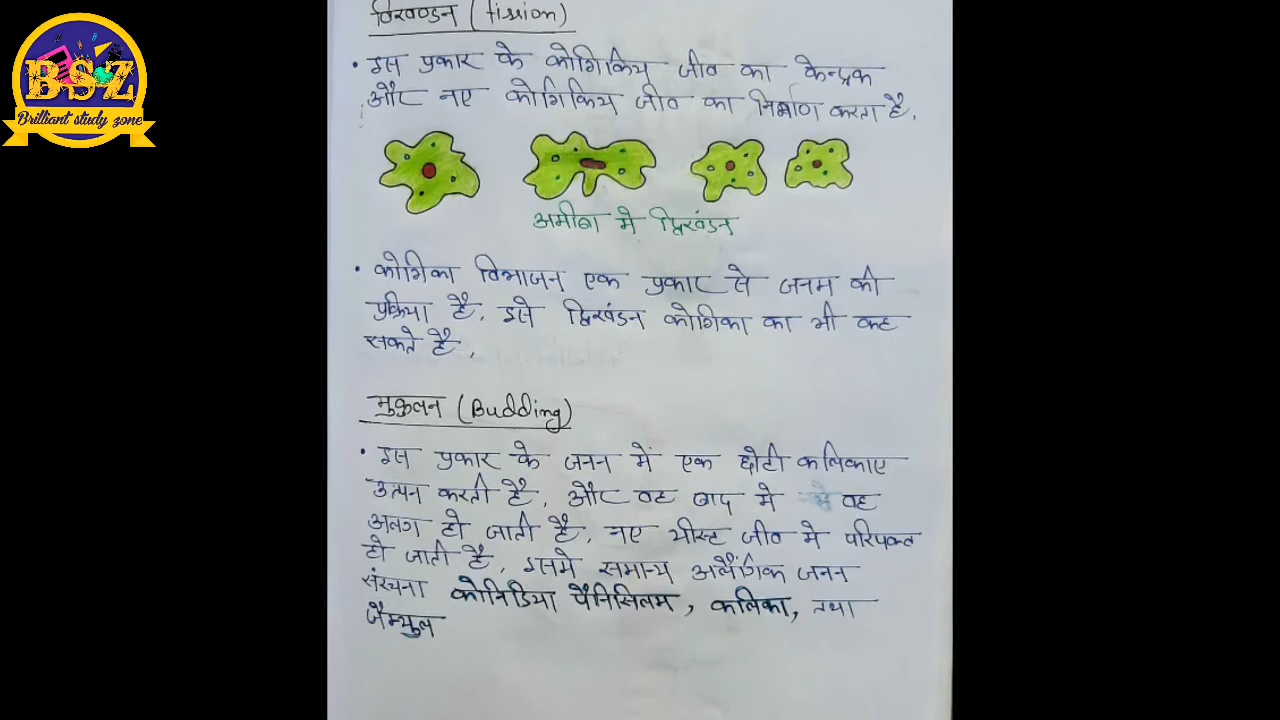 BSZ
Brilliant study zone
विखण्डन (fission)
• इस प्रकार के कोशिकिय जीव का केन्द्रक
और नए कोशिकिय जीव का निर्माण करता है.
अमीबा मे द्विखंडन
• कोशिका विभाजन एक प्रकार से जनम की
प्रक्रिया है. इसे द्विखंडन कोशिका का भी कह
सकते है.
मुकुलन (Budding)
• इस प्रकार के जनन में एक छोटी कलिकाए
उत्पन करती है, और वह बाद मे वह
अलग हो जाती है. नए यीस्ट जीव मे परिपक्व
हो जाती है, इसमे समान्य अलैंगिक जनन
संरचना कोनिडिया पैनिसिलम, कलिका, तथा
जैम्यूल